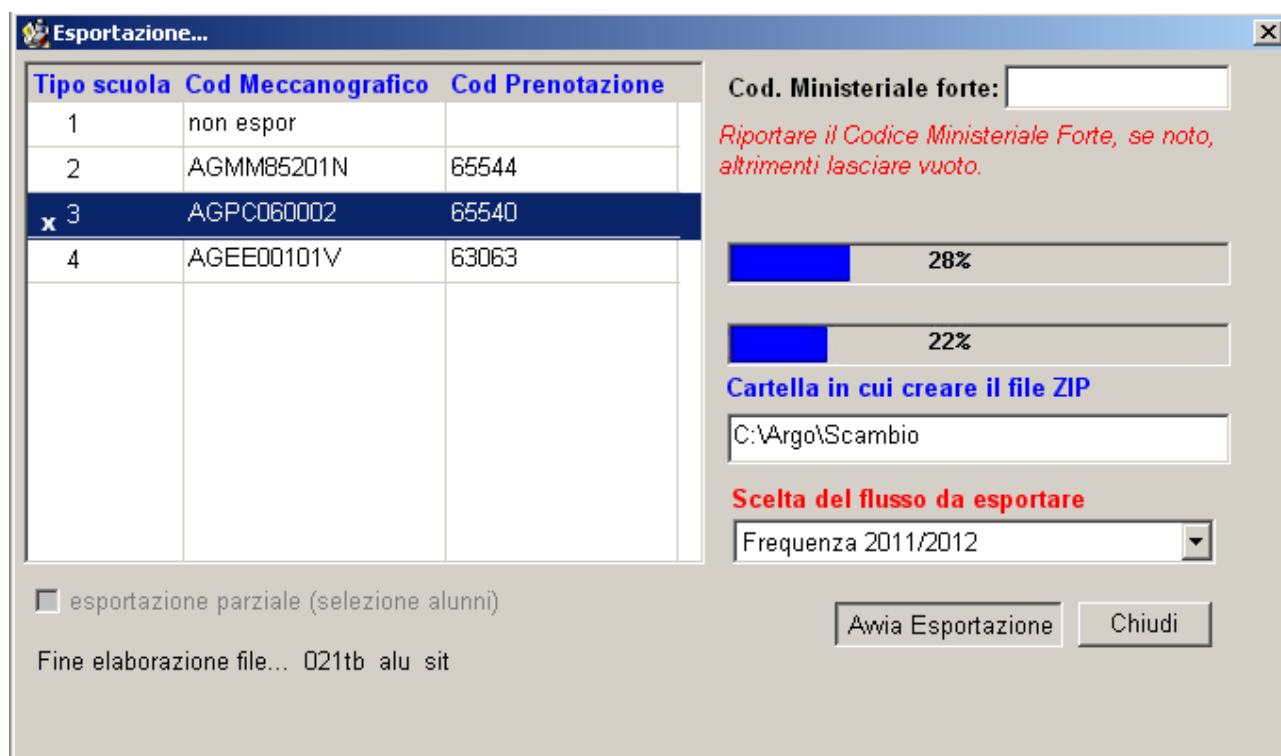 Esportazione...
Tipo scuola Cod Meccanografico Cod Prenotazione
1 non espor
2 AGMM85201N 65544
x 3 AGPC060002 65540
4 AGEE00101V 63063
Cod. Ministeriale forte:
Riportare il Codice Ministeriale Forte, se noto,
altrimenti lasciare vuoto.
28%
22%
Cartella in cui creare il file ZIP
C:\Argo\Scambio
Scelta del flusso da esportare
Frequenza 2011/2012
esportazione parziale (selezione alunni)
Avvia Esportazione Chiudi
Fine elaborazione file... 021tb alu sit